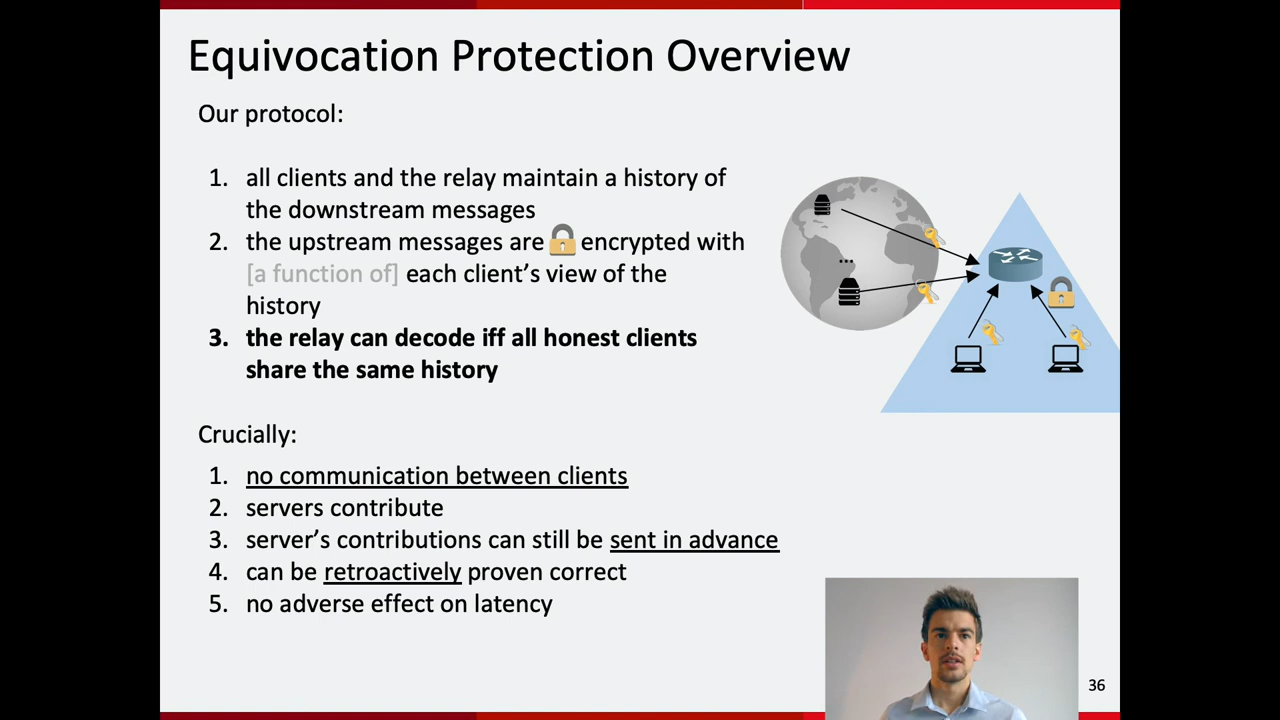 Equivocation Protection Overview
Our protocol:
1. all clients and the relay maintain a history of
the downstream messages
2. the upstream messages are encrypted with
[a function of] each client's view of the
history
3. the relay can decode iff all honest clients
share the same history
...
Crucially:
1. no communication between clients
2. servers contribute
3. server's contributions can still be sent in advance
4. can be retroactively proven correct
5. no adverse effect on latency
36